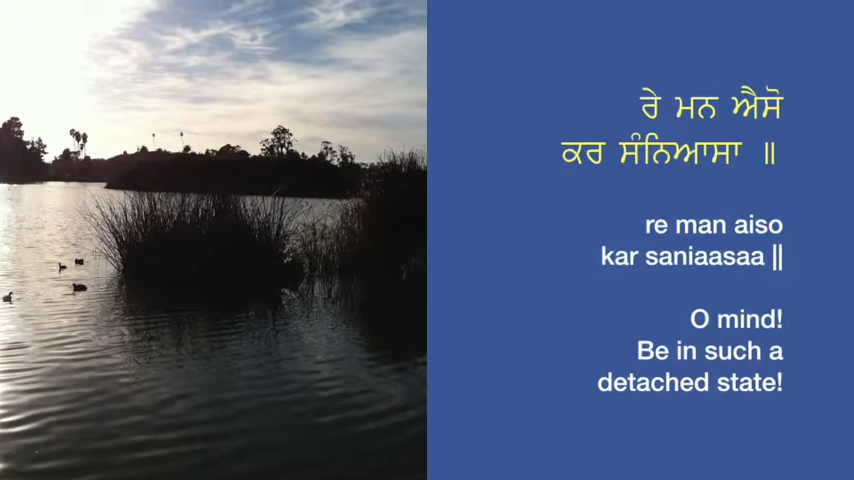 ਰੇ ਮਨ ਐਸੋ
ਕਰ ਸੰਨਿਆਸਾ ॥
re man aiso
kar saniaasaa ||
O mind!
Be in such a
detached state!